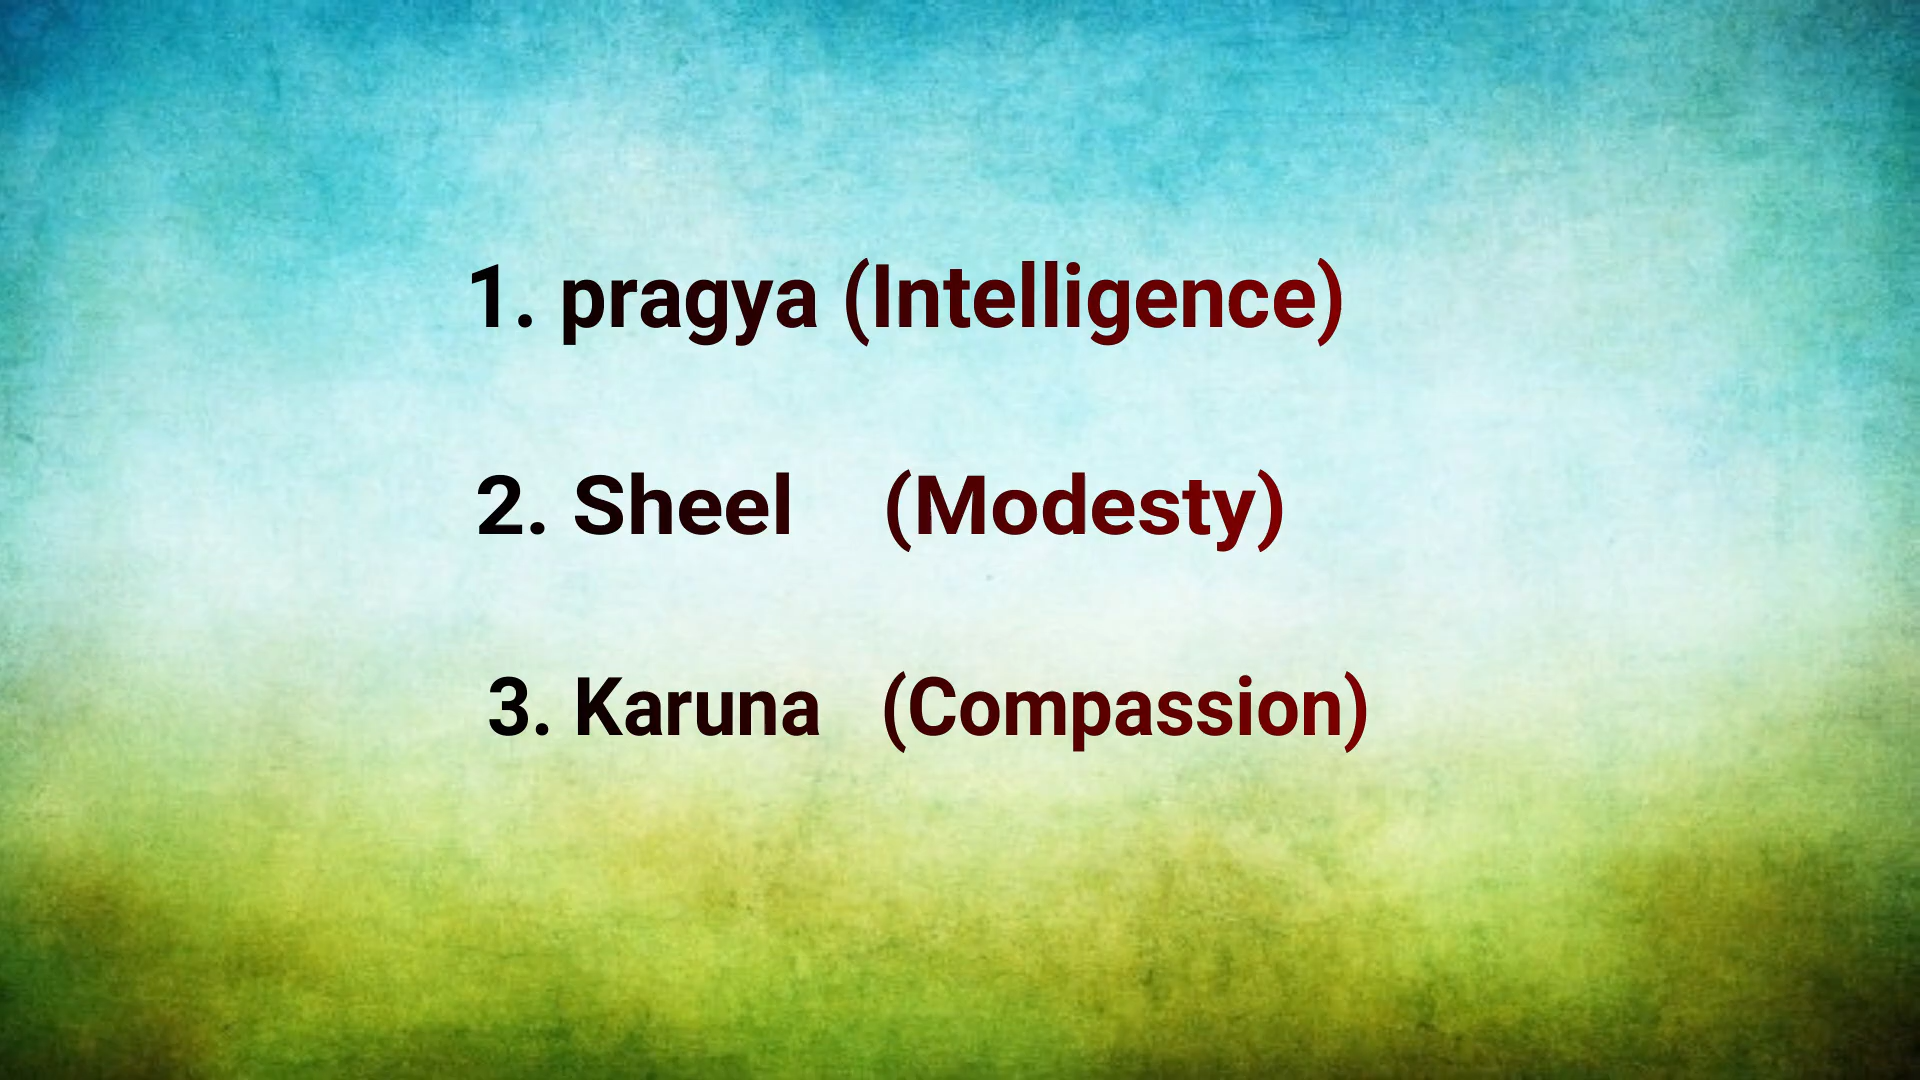 1. pragya (Intelligence)
2. Sheel (Modesty)
3. Karuna (Compassion)